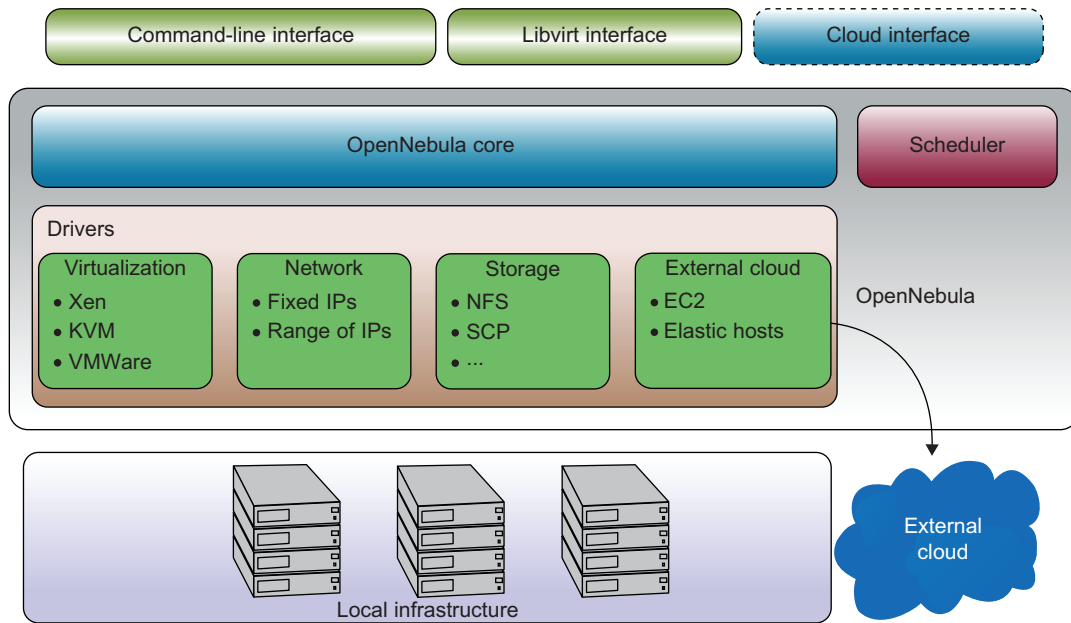 Command-line interface
Libvirt interface
Cloud interface
OpenNebula core
Scheduler
Drivers
Virtualization
• Xen
• KVM
• VMWare
Network
• Fixed IPs
• Range of IPs
Storage
• NFS
• SCP
• ...
External cloud
• EC2
• Elastic hosts
OpenNebula
External
cloud
Local infrastructure